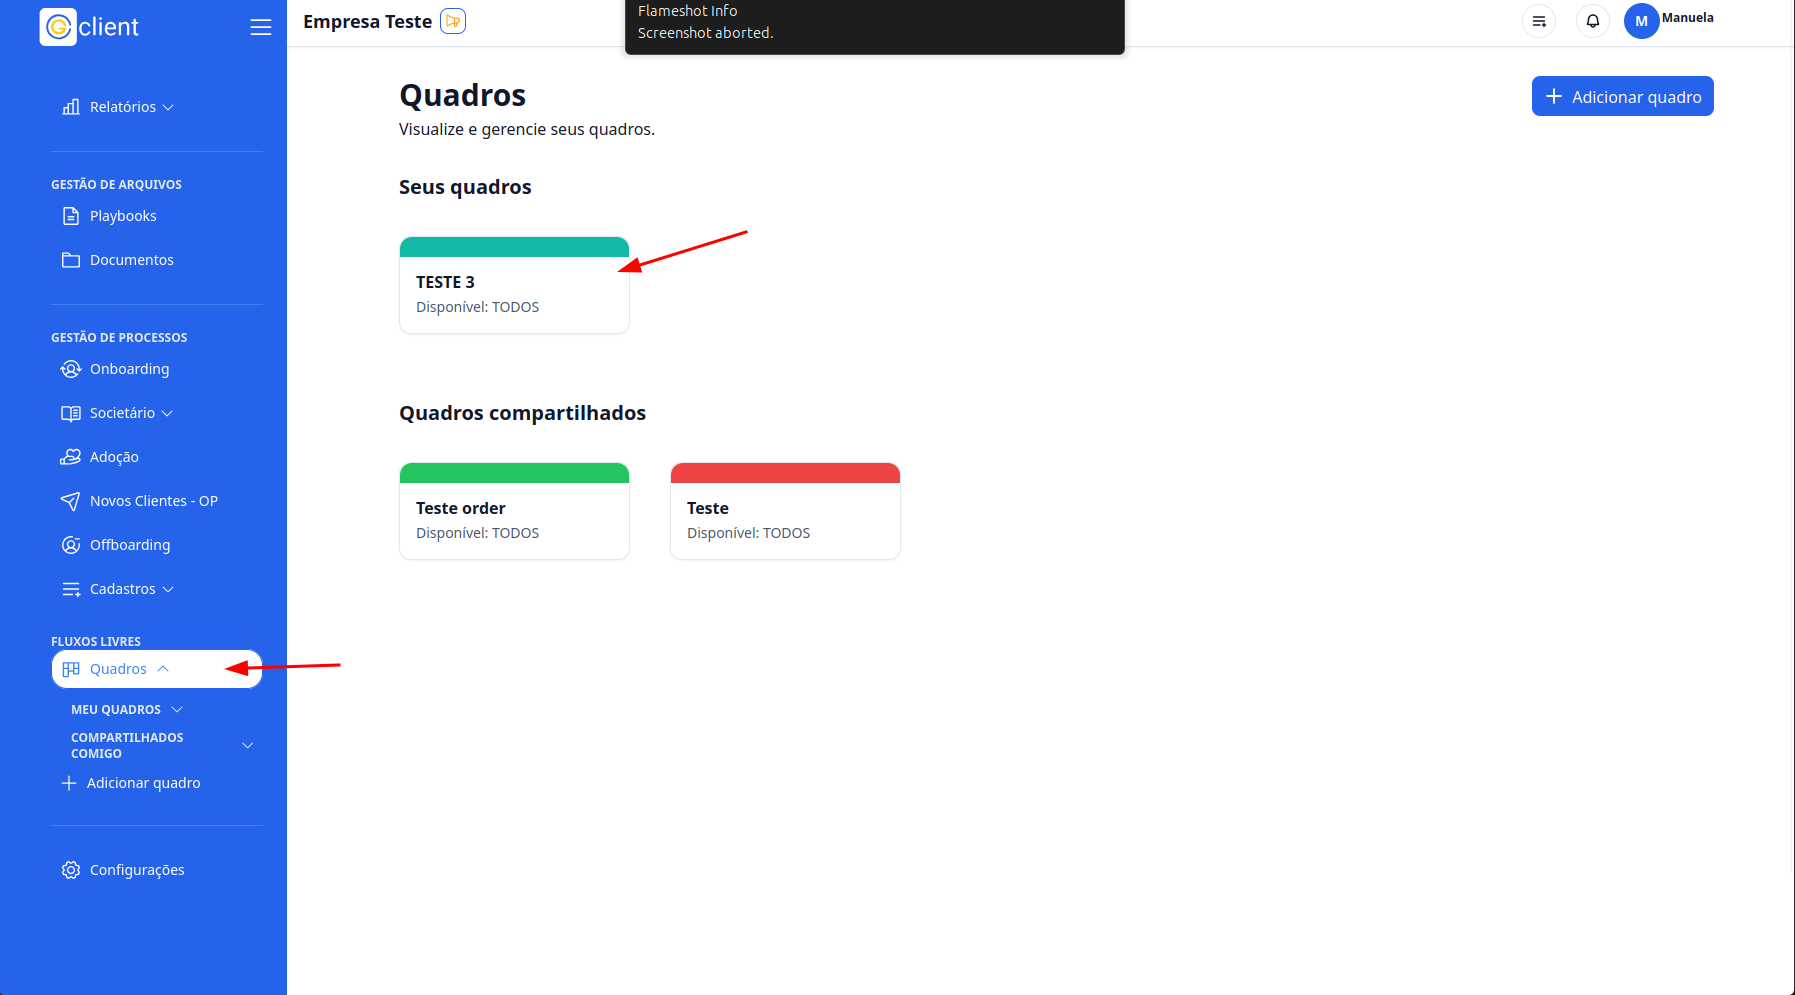 Gclient
Relatórios
GESTÃO DE ARQUIVOS
Playbooks
Documentos
GESTÃO DE PROCESSOS
Onboarding
Societário
Adoção
Novos Clientes - OP
Offboarding
Cadastros
FLUXOS LIVRES
Quadros
MEU QUADROS
COMPARTILHADOS
COMIGO
Adicionar quadro
Configurações
Empresa Teste
Flameshot Info
Screenshot aborted.
M Manuela
Quadros
Visualize e gerencie seus quadros.
Adicionar quadro
Seus quadros
TESTE 3
Disponível: TODOS
Quadros compartilhados
Teste order
Disponível: TODOS
Teste
Disponível: TODOS